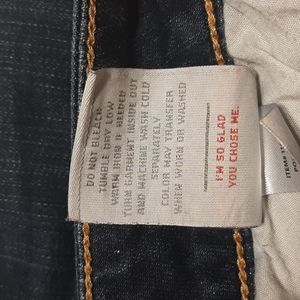 DO NOT BLEACH
TUMBLE DRY LOW
WARM IRON IF NEEDED
TURN GARMENT INSIDE OUT
AND MACHINE WASH COLD
SEPARATELY
COLOR MAY TRANSFER
WHEN WORN OR WASHED
I'M SO GLAD
YOU CHOSE ME.